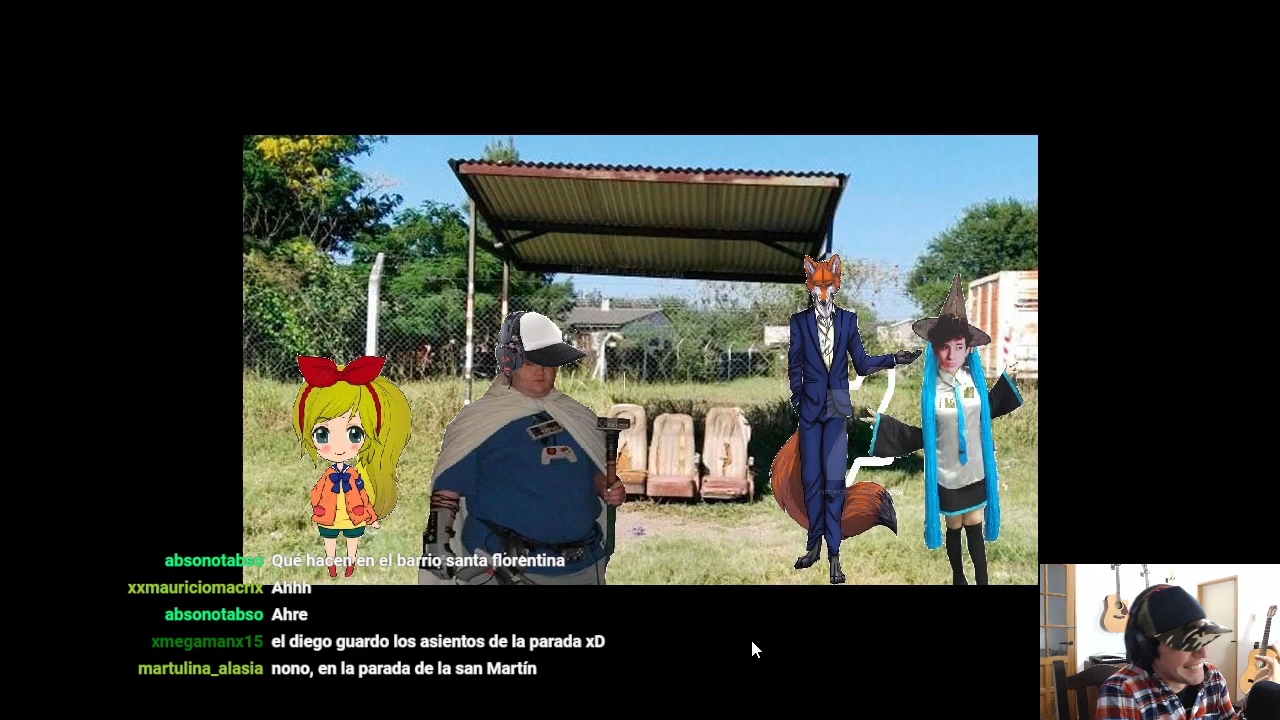 absonotabso Qué hacen en el barrio santa florentina
xxmauriciomacrix Ahhh
absonotabso Ahre
xmegamanx15 el diego guardo los asientos de la parada xD
martulina_alasia nono, en la parada de la san Martín